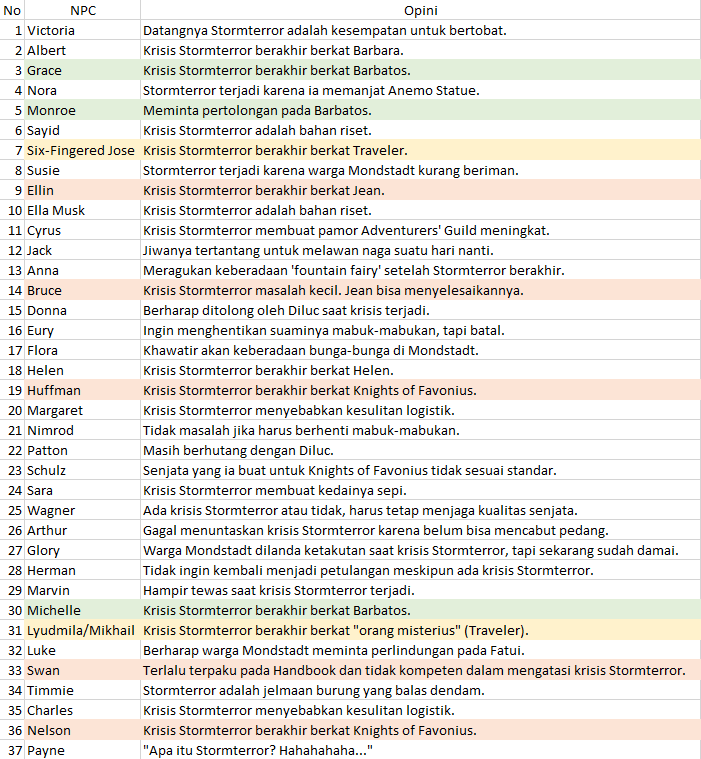 No NPC Opini
1 Victoria Datangnya Stormterror adalah kesempatan untuk bertobat.
2 Albert Krisis Stormterror berakhir berkat Barbara.
3 Grace Krisis Stormterror berakhir berkat Barbatos.
4 Nora Stormterror terjadi karena ia memanjat Anemo Statue.
5 Monroe Meminta pertolongan pada Barbatos.
6 Sayid Krisis Stormterror adalah bahan riset.
7 Six-Fingered Jose Krisis Stormterror berakhir berkat Traveler.
8 Susie Stormterror terjadi karena warga Mondstadt kurang beriman.
9 Ellin Krisis Stormterror berakhir berkat Jean.
10 Ella Musk Krisis Stormterror adalah bahan riset.
11 Cyrus Krisis Stormterror membuat pamor Adventurers' Guild meningkat.
12 Jack Jiwanya tertantang untuk melawan naga suatu hari nanti.
13 Anna Meragukan keberadaan 'fountain fairy' setelah Stormterror berakhir.
14 Bruce Krisis Stormterror masalah kecil. Jean bisa menyelesaikannya.
15 Donna Berharap ditolong oleh Diluc saat krisis terjadi.
16 Eury Ingin menghentikan suaminya mabuk-mabukan, tapi batal.
17 Flora Khawatir akan keberadaan bunga-bunga di Mondstadt.
18 Helen Krisis Stormterror berakhir berkat Helen.
19 Huffman Krisis Stormterror berakhir berkat Knights of Favonius.
20 Margaret Krisis Stormterror menyebabkan kesulitan logistik.
21 Nimrod Tidak masalah jika harus berhenti mabuk-mabukan.
22 Patton Masih berhutang dengan Diluc.
23 Schulz Senjata yang ia buat untuk Knights of Favonius tidak sesuai standar.
24 Sara Krisis Stormterror membuat kedainya sepi.
25 Wagner Ada krisis Stormterror atau tidak, harus tetap menjaga kualitas senjata.
26 Arthur Gagal menuntaskan krisis Stormterror karena belum bisa mencabut pedang.
27 Glory Warga Mondstadt dilanda ketakutan saat krisis Stormterror, tapi sekarang sudah damai.
28 Herman Tidak ingin kembali menjadi petulangan meskipun ada krisis Stormterror.
29 Marvin Hampir tewas saat krisis Stormterror terjadi.
30 Michelle Krisis Stormterror berakhir berkat Barbatos.
31 Lyudmila/Mikhail Krisis Stormterror berakhir berkat "orang misterius" (Traveler).
32 Luke Berharap warga Mondstadt meminta perlindungan pada Fatui.
33 Swan Terlalu terpaku pada Handbook dan tidak kompeten dalam mengatasi krisis Stormterror.
34 Timmie Stormterror adalah jelmaan burung yang balas dendam.
35 Charles Krisis Stormterror menyebabkan kesulitan logistik.
36 Nelson Krisis Stormterror berakhir berkat Knights of Favonius.
37 Payne "Apa itu Stormterror? Hahahahaha..."